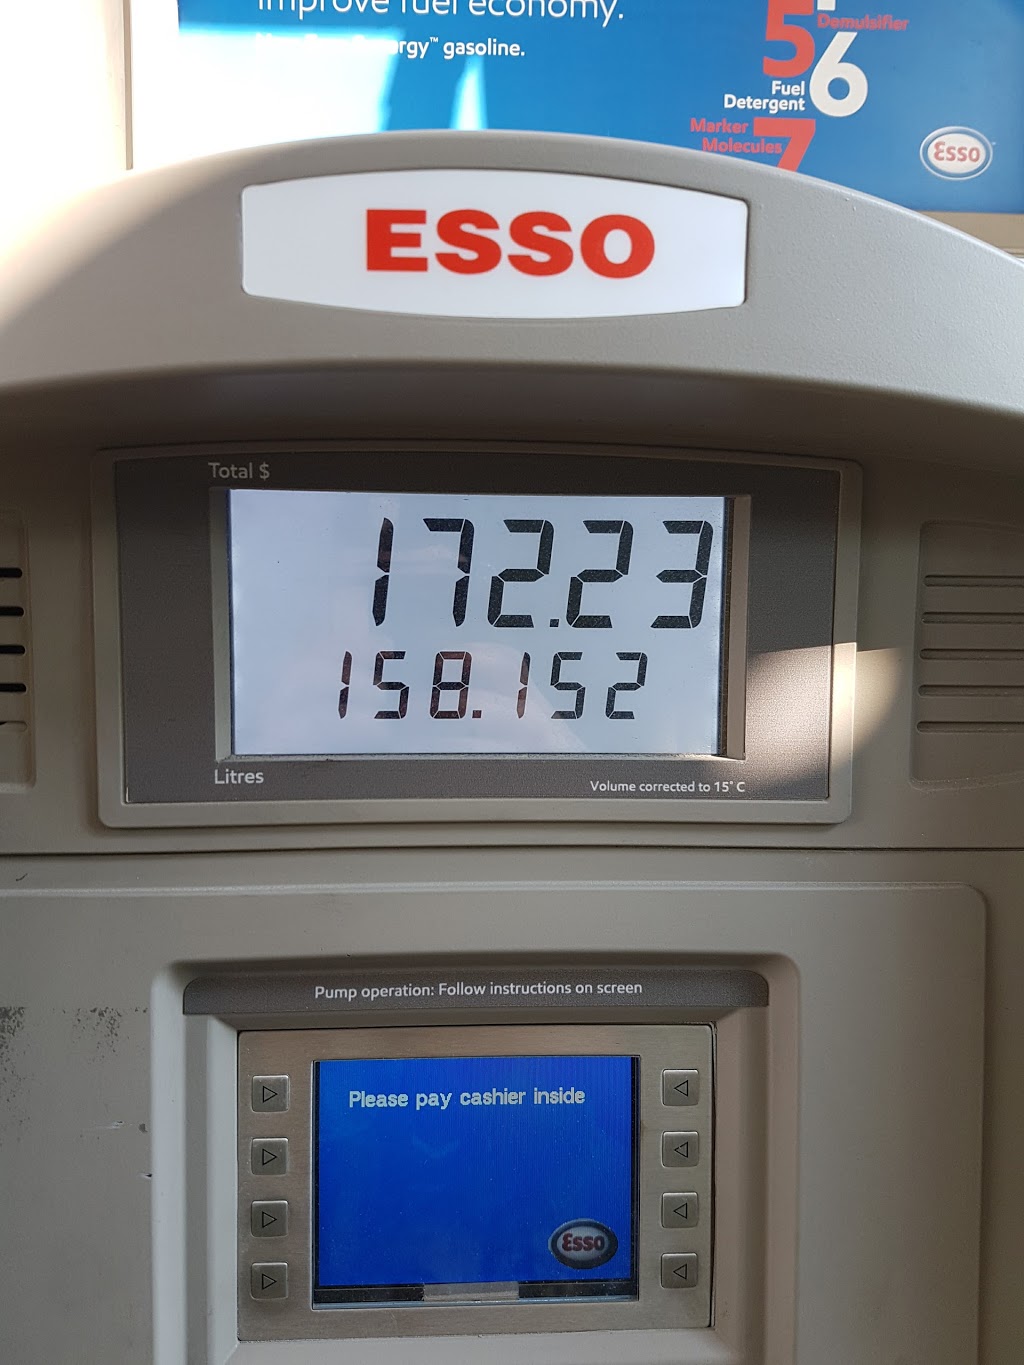 improve fuel economy.
gasoline.
Demulsifier
5
6
Fuel
Detergent
Marker
Molecules
7
Esso
ESSO
Total $
172.23
158.152
Litres
Volume corrected to 15°C
Pump operation: Follow instructions on screen
Please pay cashier inside
Esso